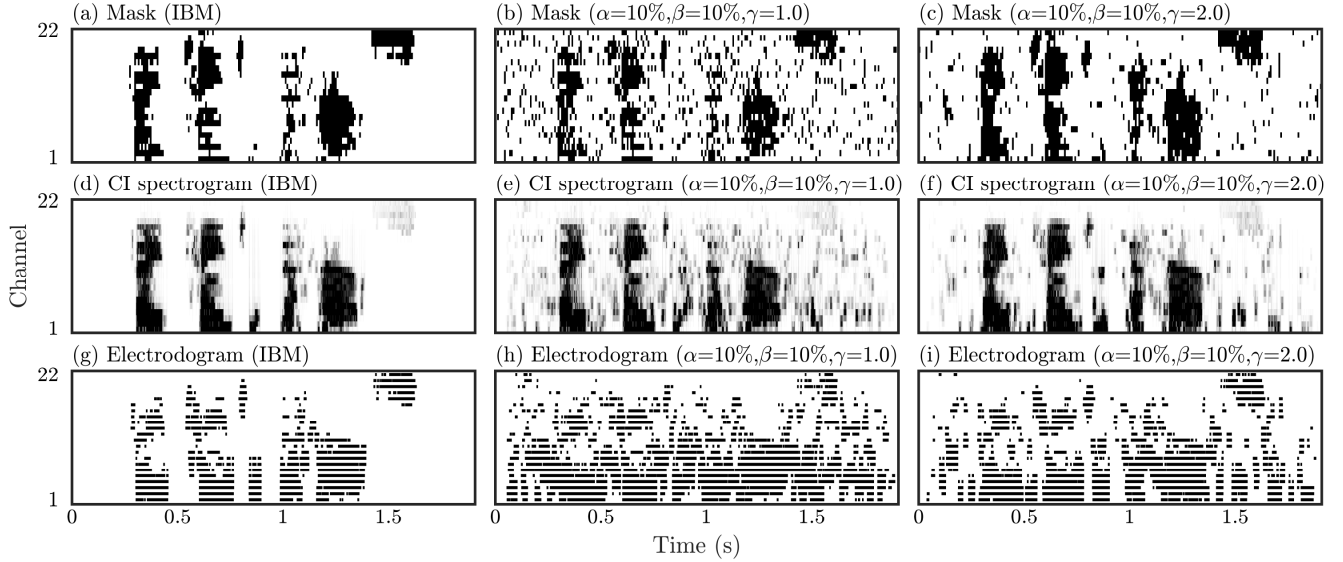 (a) Mask (IBM)
(b) Mask (α=10%,β=10%,γ=1.0)
(c) Mask (α=10%,β=10%,γ=2.0)
22
1
(d) CI spectrogram (IBM)
(e) CI spectrogram (α=10%,β=10%,γ=1.0)
(f) CI spectrogram (α=10%,β=10%,γ=2.0)
22
Channel
1
(g) Electrodogram (IBM)
(h) Electrodogram (α=10%,β=10%,γ=1.0)
(i) Electrodogram (α=10%,β=10%,γ=2.0)
22
1
0 0.5 1 1.5 0 0.5 1 1.5 0 0.5 1 1.5
Time (s)